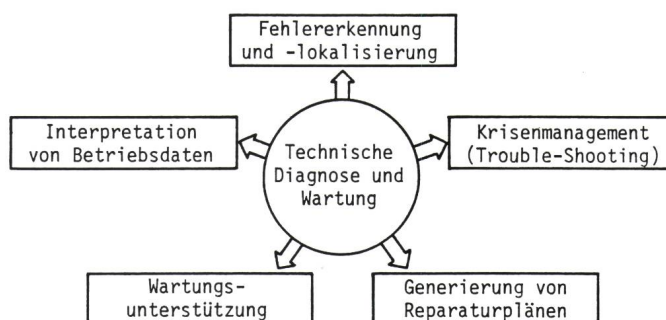 Fehlererkennung
und -lokalisierung
Interpretation
von Betriebsdaten
Technische
Diagnose und
Wartung
Krisenmanagement
(Trouble-Shooting)
Wartungs-
unterstützung
Generierung von
Reparaturplänen